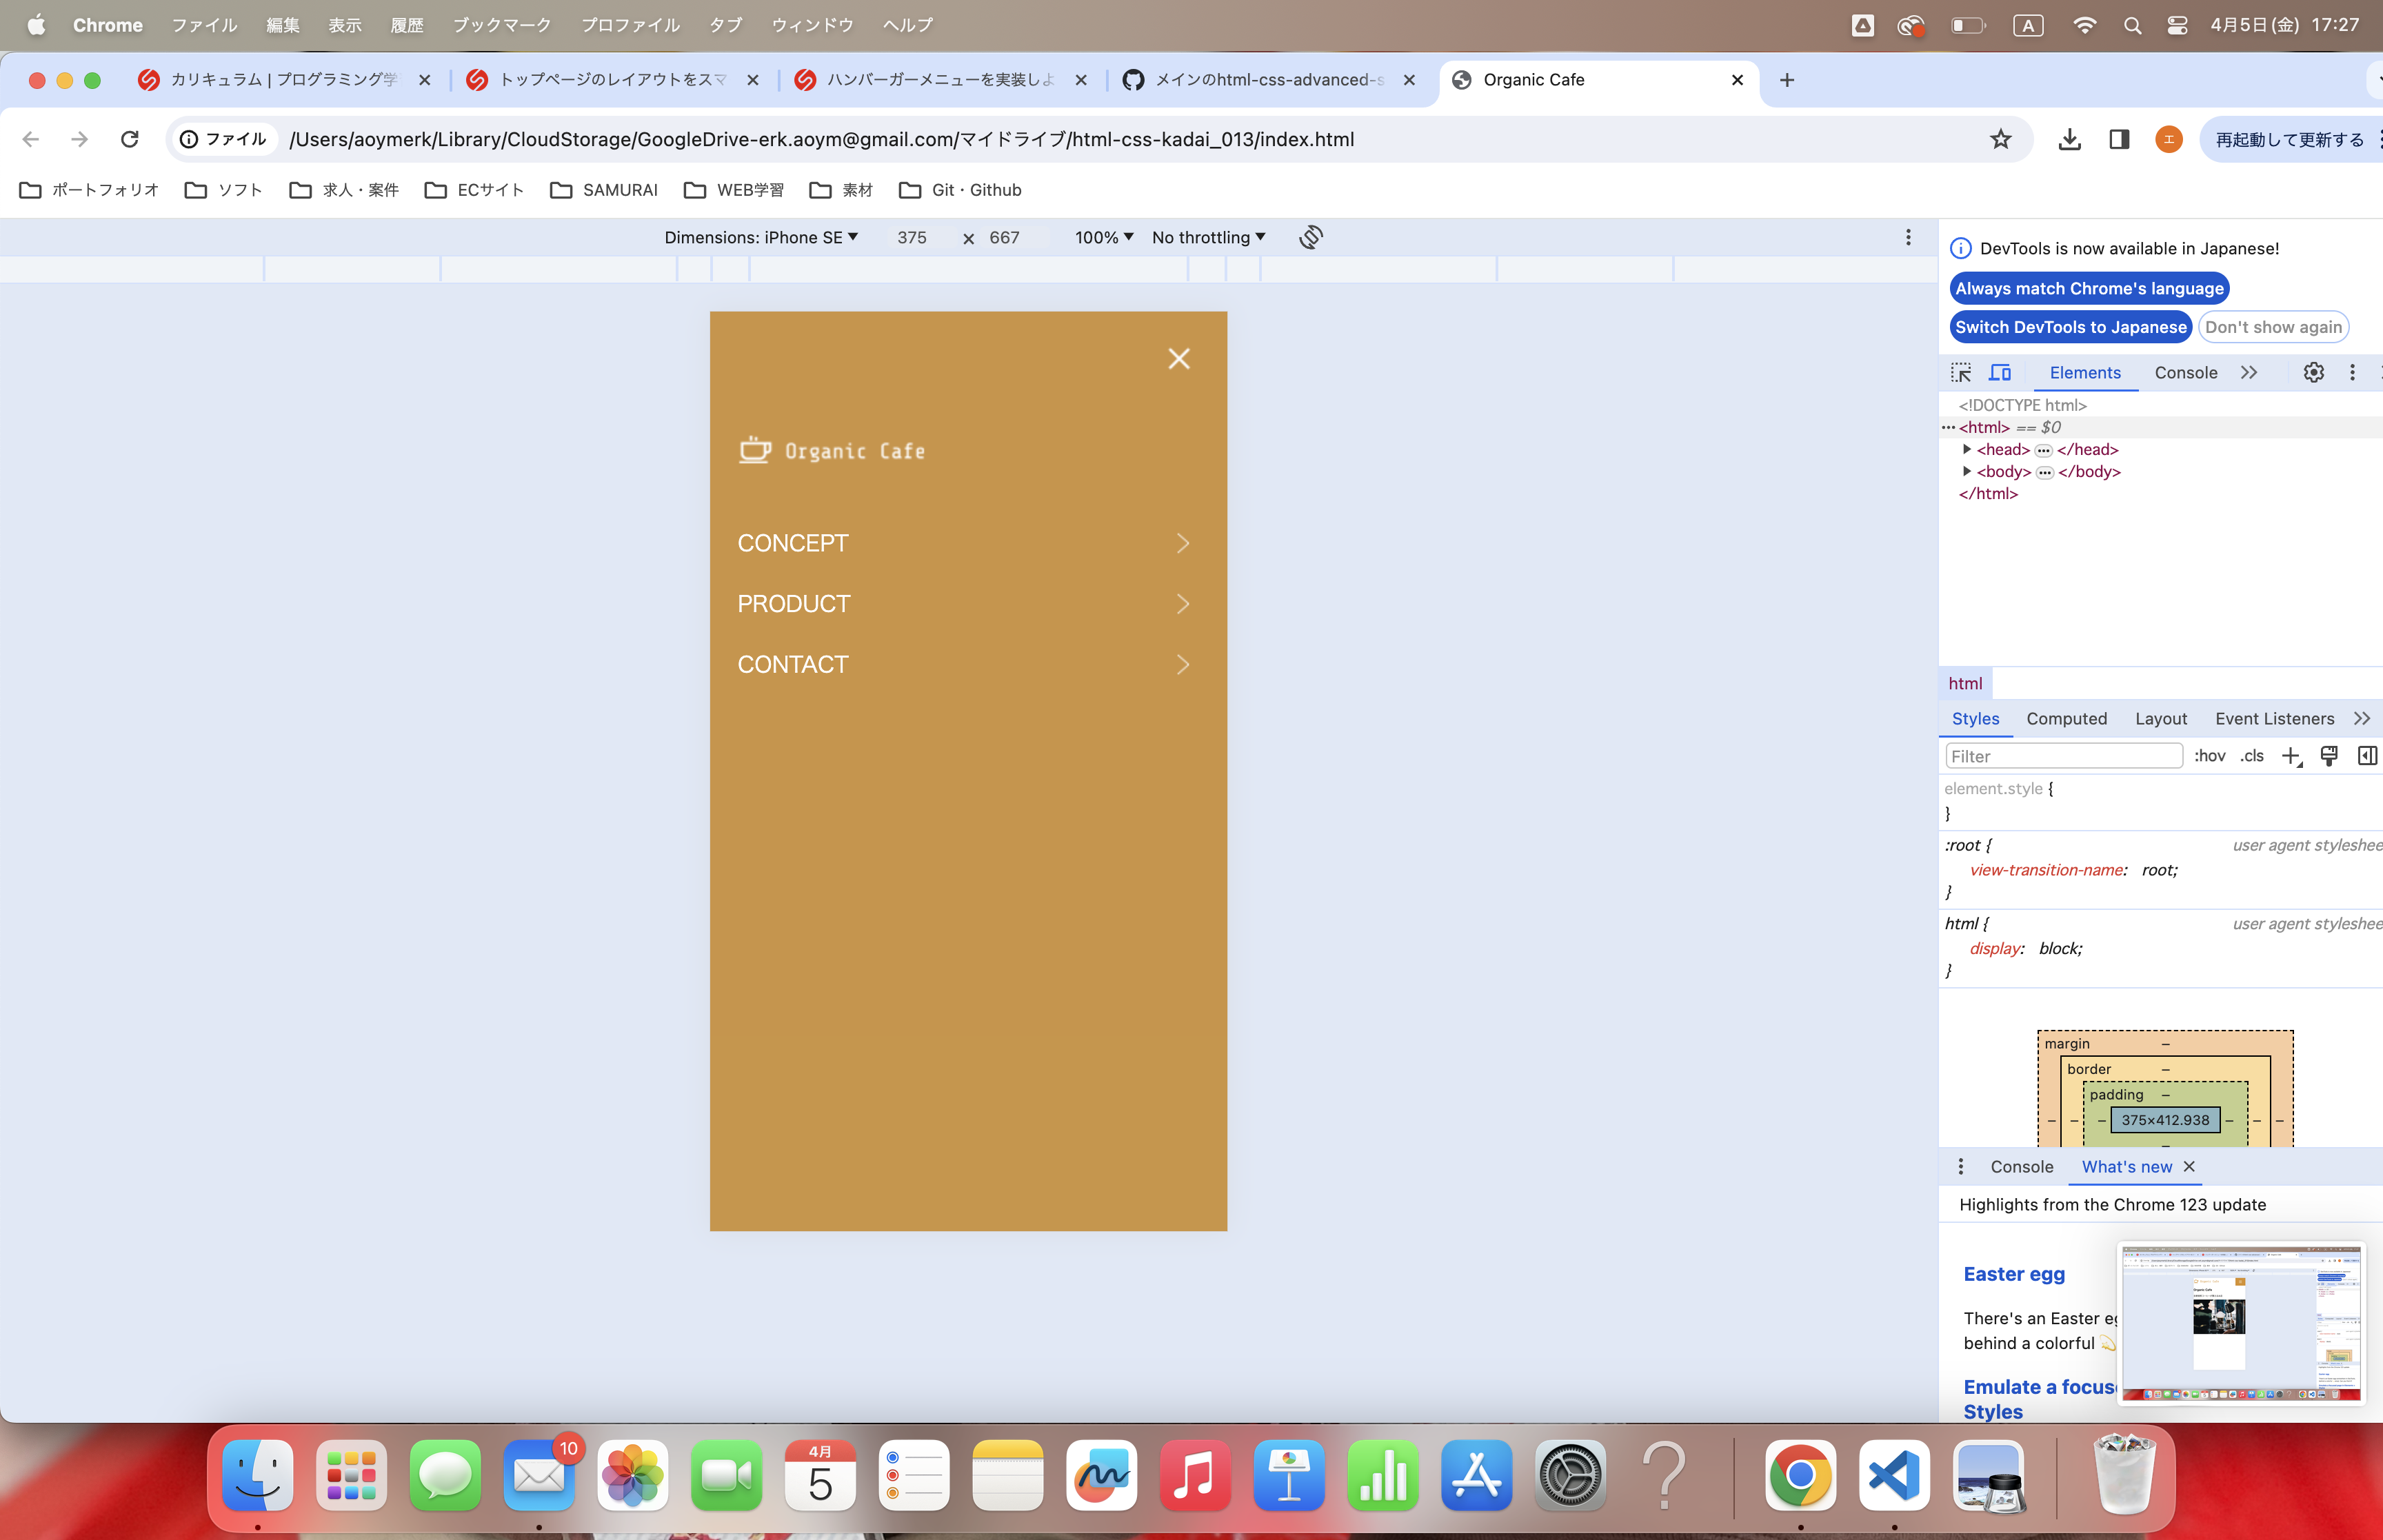 Chrome ファイル 編集 表示 履歴 ブックマーク プロファイル タブ ウィンドウ ヘルプ A 4月5日(金) 17:27
カリキュラム | プログラミング学
トップページのレイアウトをスマ
ハンバーガーメニューを実装しよ
メインのhtml-css-advanced-s
Organic Cafe
ファイル /Users/aoymerk/Library/CloudStorage/GoogleDrive-erk.aoym@gmail.com/マイドライブ/html-css-kadai_013/index.html エ 再起動して更新する
ポートフォリオ ソフト 求人・案件 ECサイト SAMURAI WEB学習 素材 Git・Github
Dimensions: iPhone SE 375 × 667 100% No throttling
Organic Cafe
CONCEPT
PRODUCT
CONTACT
DevTools is now available in Japanese!
Always match Chrome's language
Switch DevTools to Japanese Don't show again
Elements Console
<!DOCTYPE html>
<html> == $0
<head> </head>
<body> </body>
</html>
html
Styles Computed Layout Event Listeners
Filter :hov .cls
element.style {
}
:root { user agent styleshee
view-transition-name: root;
}
html { user agent styleshee
display: block;
}
margin –
border –
padding –
– – – 375×412.938 – – –
Console What's new
Highlights from the Chrome 123 update
Easter egg
There's an Easter eg
behind a colorful
Emulate a focus
Styles
10
4月
5